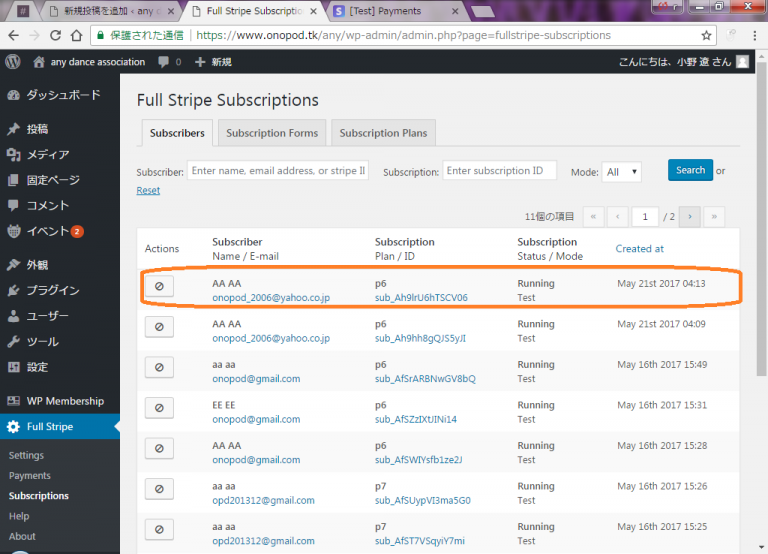 新規投稿を追加 ‹ any d
Full Stripe Subscription
[Test] Payments
保護された通信 | https://www.onopod.tk/any/wp-admin/admin.php?page=fullstripe-subscriptions
any dance association 0 + 新規 こんにちは、小野 遼 さん
ダッシュボード
投稿
メディア
固定ページ
コメント
イベント 2
外観
プラグイン
ユーザー
ツール
設定
WP Membership
Full Stripe
Settings
Payments
Subscriptions
Help
About
Full Stripe Subscriptions
Subscribers Subscription Forms Subscription Plans
Subscriber: Enter name, email address, or stripe II Subscription: Enter subscription ID Mode: All Search or
Reset
11個の項目 « ‹ 1 / 2 › »
Actions Subscriber Subscription Subscription Created at
Name / E-mail Plan / ID Status / Mode
AA AA p6 Running May 21st 2017 04:13
onopod_2006@yahoo.co.jp sub_Ah9lrU6hTSCV06 Test
AA AA p6 Running May 21st 2017 04:09
onopod_2006@yahoo.co.jp sub_Ah9hh8gQJS5yJI Test
aa aa p6 Running May 16th 2017 15:49
onopod@gmail.com sub_AfSrARBNwGV8bQ Test
EE EE p6 Running May 16th 2017 15:31
onopod@gmail.com sub_AfSZzIXtJINi14 Test
AA AA p6 Running May 16th 2017 15:28
onopod@gmail.com sub_AfSWIYsfb1ze2J Test
aa aa p7 Running May 16th 2017 15:26
opd201312@gmail.com sub_AfSUypVI3ma5G0 Test
aa aa p7 Running May 16th 2017 15:25
opd201312@gmail.com sub_AfST7VSqyiY7mi Test